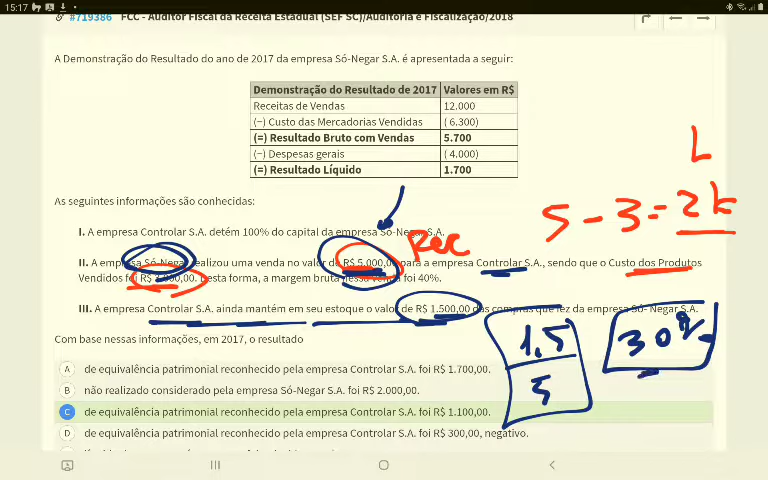 15:17
#719386 FCC - Auditor Fiscal da Receita Estadual (SEF SC)/Auditoria e Fiscalização/2018
A Demonstração do Resultado do ano de 2017 da empresa Só-Negar S.A. é apresentada a seguir:
Demonstração do Resultado de 2017 Valores em R$
Receitas de Vendas 12.000
(−) Custo das Mercadorias Vendidas ( 6.300)
(=) Resultado Bruto com Vendas 5.700
(−) Despesas gerais ( 4.000)
(=) Resultado Líquido 1.700
L
5 - 3 = 2k
As seguintes informações são conhecidas:
I. A empresa Controlar S.A. detém 100% do capital da empresa Só-Negar S.A.
Rec
II. A empresa Só-Negar realizou uma venda no valor de R$ 5.000,00 para a empresa Controlar S.A., sendo que o Custo dos Produtos
Vendidos foi R$ 000,00. Desta forma, a margem bruta nessa venda foi 40%.
III. A empresa Controlar S.A. ainda mantém em seu estoque o valor de R$ 1.500,00 das compras que fez da empresa Só- Negar S.A.
1,5
5
30%
Com base nessas informações, em 2017, o resultado
A de equivalência patrimonial reconhecido pela empresa Controlar S.A. foi R$ 1.700,00.
B não realizado considerado pela empresa Só-Negar S.A. foi R$ 2.000,00.
C de equivalência patrimonial reconhecido pela empresa Controlar S.A. foi R$ 1.100,00.
D de equivalência patrimonial reconhecido pela empresa Controlar S.A. foi R$ 300,00, negativo.